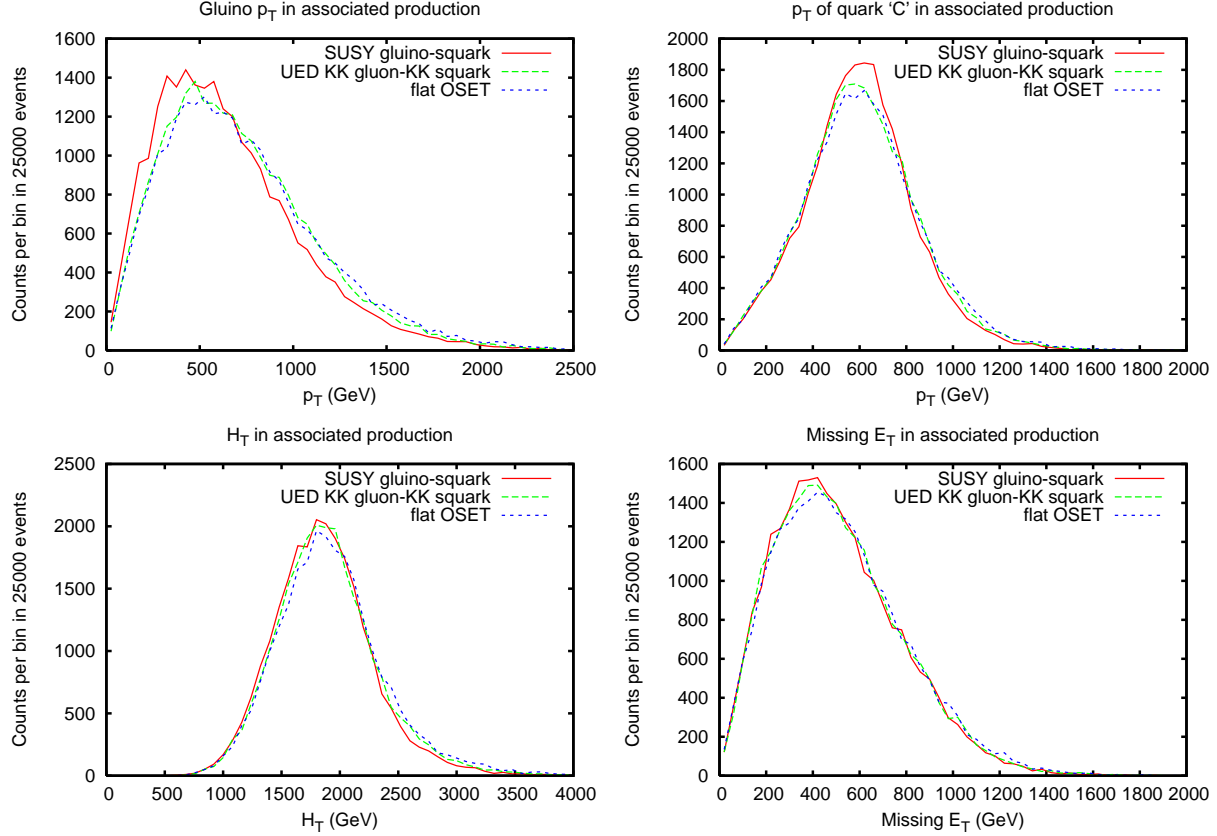 Gluino p_T in associated production
Counts per bin in 25000 events
1600
1400
1200
1000
800
600
400
200
0
SUSY gluino-squark
UED KK gluon-KK squark
flat OSET
0 500 1000 1500 2000 2500
p_T (GeV)
p_T of quark ‘C’ in associated production
Counts per bin in 25000 events
2000
1800
1600
1400
1200
1000
800
600
400
200
0
SUSY gluino-squark
UED KK gluon-KK squark
flat OSET
0 200 400 600 800 1000 1200 1400 1600 1800 2000
p_T (GeV)
H_T in associated production
Counts per bin in 25000 events
2500
2000
1500
1000
500
0
SUSY gluino-squark
UED KK gluon-KK squark
flat OSET
0 500 1000 1500 2000 2500 3000 3500 4000
H_T (GeV)
Missing E_T in associated production
Counts per bin in 25000 events
1600
1400
1200
1000
800
600
400
200
0
SUSY gluino-squark
UED KK gluon-KK squark
flat OSET
0 200 400 600 800 1000 1200 1400 1600 1800 2000
Missing E_T (GeV)